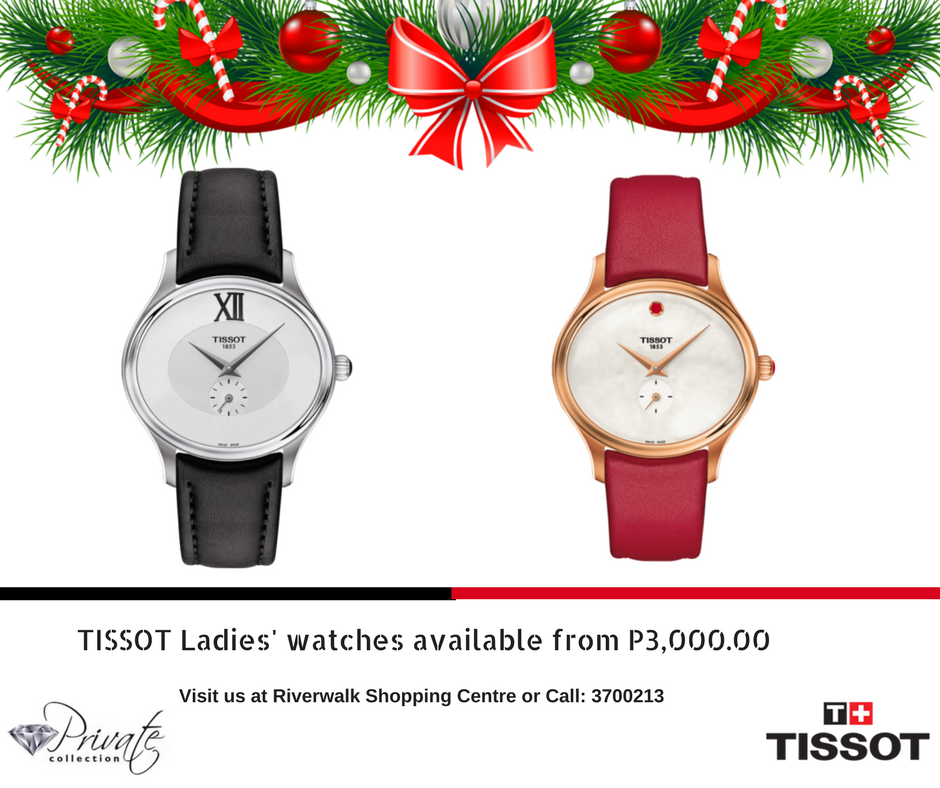 XII
TISSOT
1853
SWISS MADE
TISSOT
1853
SWISS MADE
TISSOT Ladies' watches available from P3,000.00
Visit us at Riverwalk Shopping Centre or Call: 3700213
Private
collection
T+
TISSOT